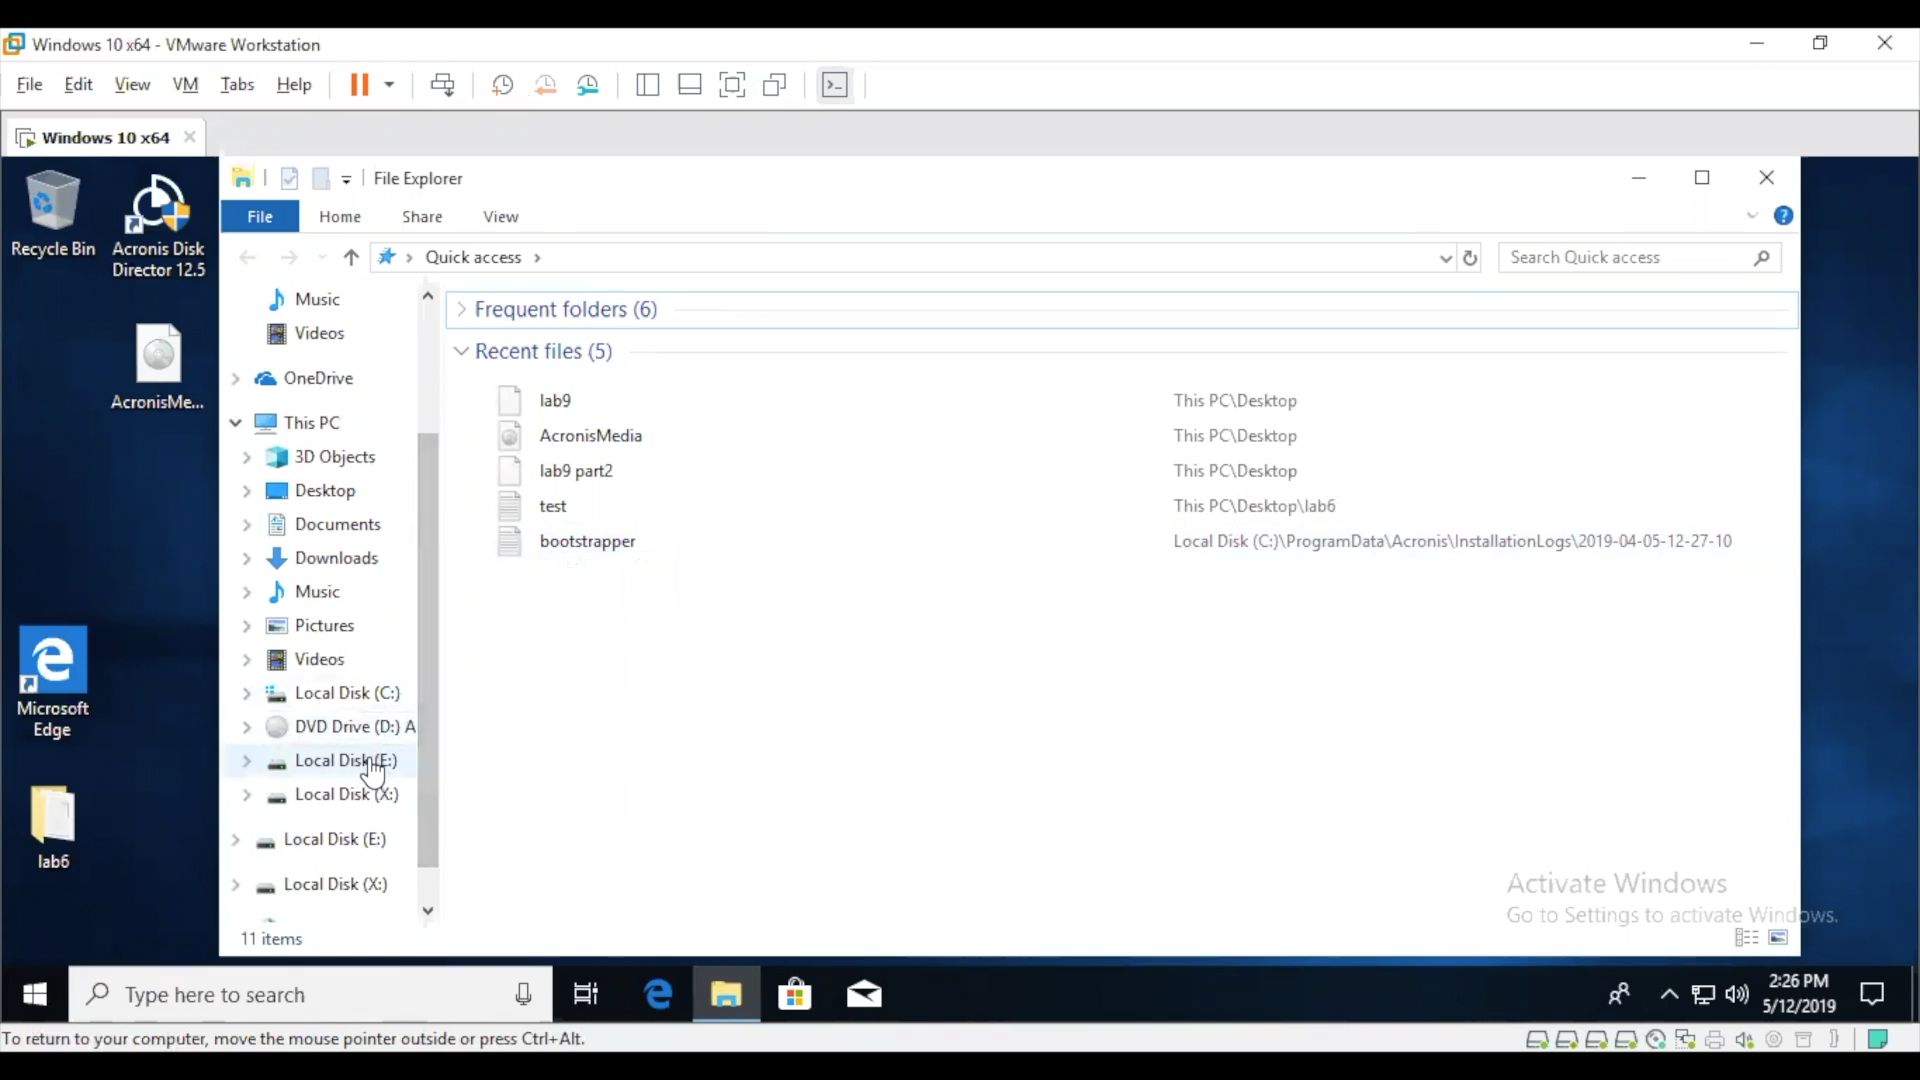 Windows 10 x64 - VMware Workstation
File Edit View VM Tabs Help
Windows 10 x64
File Explorer
File Home Share View
Quick access
Search Quick access
Recycle Bin
Acronis Disk
Director 12.5
AcronisMe...
Microsoft
Edge
lab6
Music
Videos
OneDrive
This PC
3D Objects
Desktop
Documents
Downloads
Music
Pictures
Videos
Local Disk (C:)
DVD Drive (D:) A
Local Disk (E:)
Local Disk (X:)
Local Disk (E:)
Local Disk (X:)
Frequent folders (6)
Recent files (5)
lab9 This PC\Desktop
AcronisMedia This PC\Desktop
lab9 part2 This PC\Desktop
test This PC\Desktop\lab6
bootstrapper Local Disk (C:)\ProgramData\Acronis\InstallationLogs\2019-04-05-12-27-10
Activate Windows
Go to Settings to activate Windows.
11 items
Type here to search
2:26 PM
5/12/2019
To return to your computer, move the mouse pointer outside or press Ctrl+Alt.